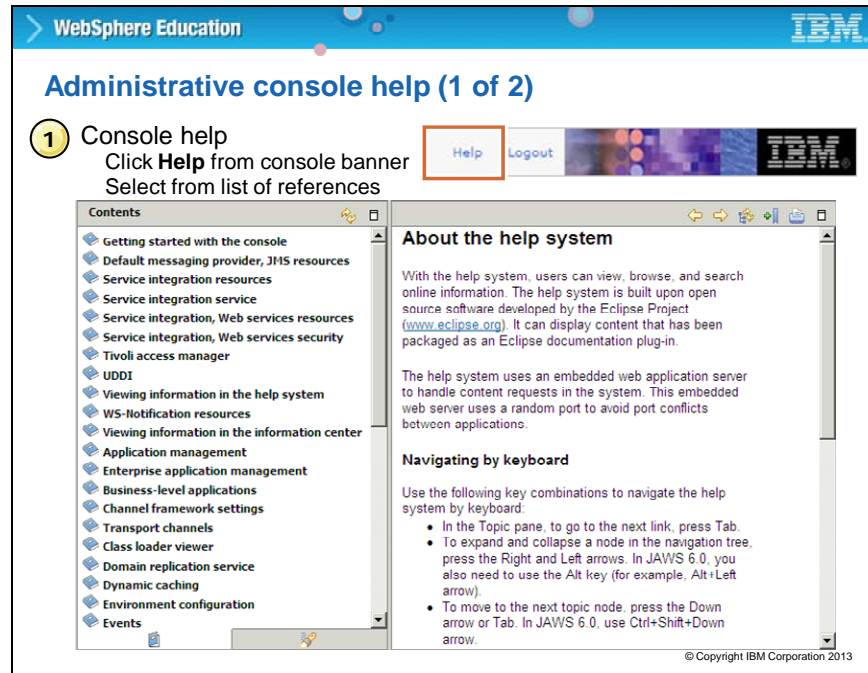 WebSphere Education
IBM.
Administrative console help (1 of 2)
1
Console help
Click Help from console banner
Select from list of references
Help
Logout
IBM®
Contents
Getting started with the console
Default messaging provider, JMS resources
Service integration resources
Service integration service
Service integration, Web services resources
Service integration, Web services security
Tivoli access manager
UDDI
Viewing information in the help system
WS-Notification resources
Viewing information in the information center
Application management
Enterprise application management
Business-level applications
Channel framework settings
Transport channels
Class loader viewer
Domain replication service
Dynamic caching
Environment configuration
Events
About the help system
With the help system, users can view, browse, and search
online information. The help system is built upon open
source software developed by the Eclipse Project
(www.eclipse.org). It can display content that has been
packaged as an Eclipse documentation plug-in.
The help system uses an embedded web application server
to handle content requests in the system. This embedded
web server uses a random port to avoid port conflicts
between applications.
Navigating by keyboard
Use the following key combinations to navigate the help
system by keyboard:
• In the Topic pane, to go to the next link, press Tab.
• To expand and collapse a node in the navigation tree,
press the Right and Left arrows. In JAWS 6.0, you
also need to use the Alt key (for example, Alt+Left
arrow).
• To move to the next topic node, press the Down
arrow or Tab. In JAWS 6.0, use Ctrl+Shift+Down
arrow.
© Copyright IBM Corporation 2013